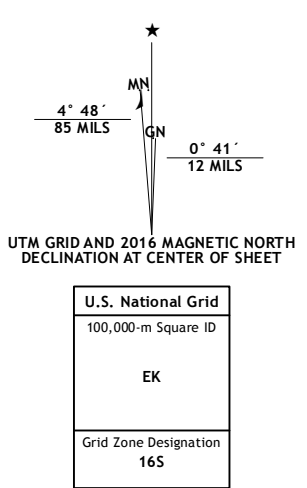 ★
MN
4° 48´
85 MILS
GN
0° 41´
12 MILS
UTM GRID AND 2016 MAGNETIC NORTH
DECLINATION AT CENTER OF SHEET
U.S. National Grid
100,000-m Square ID
EK
Grid Zone Designation
16S